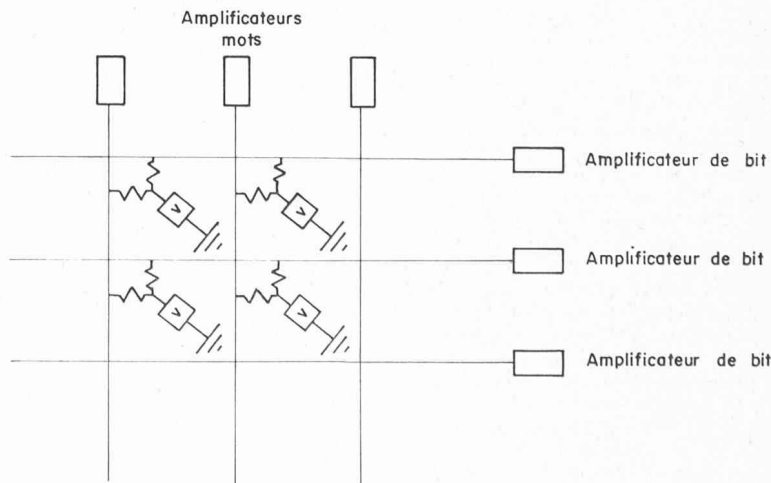 Amplificateurs
mots
Amplificateur de bit
Amplificateur de bit
Amplificateur de bit
V
V
V
V